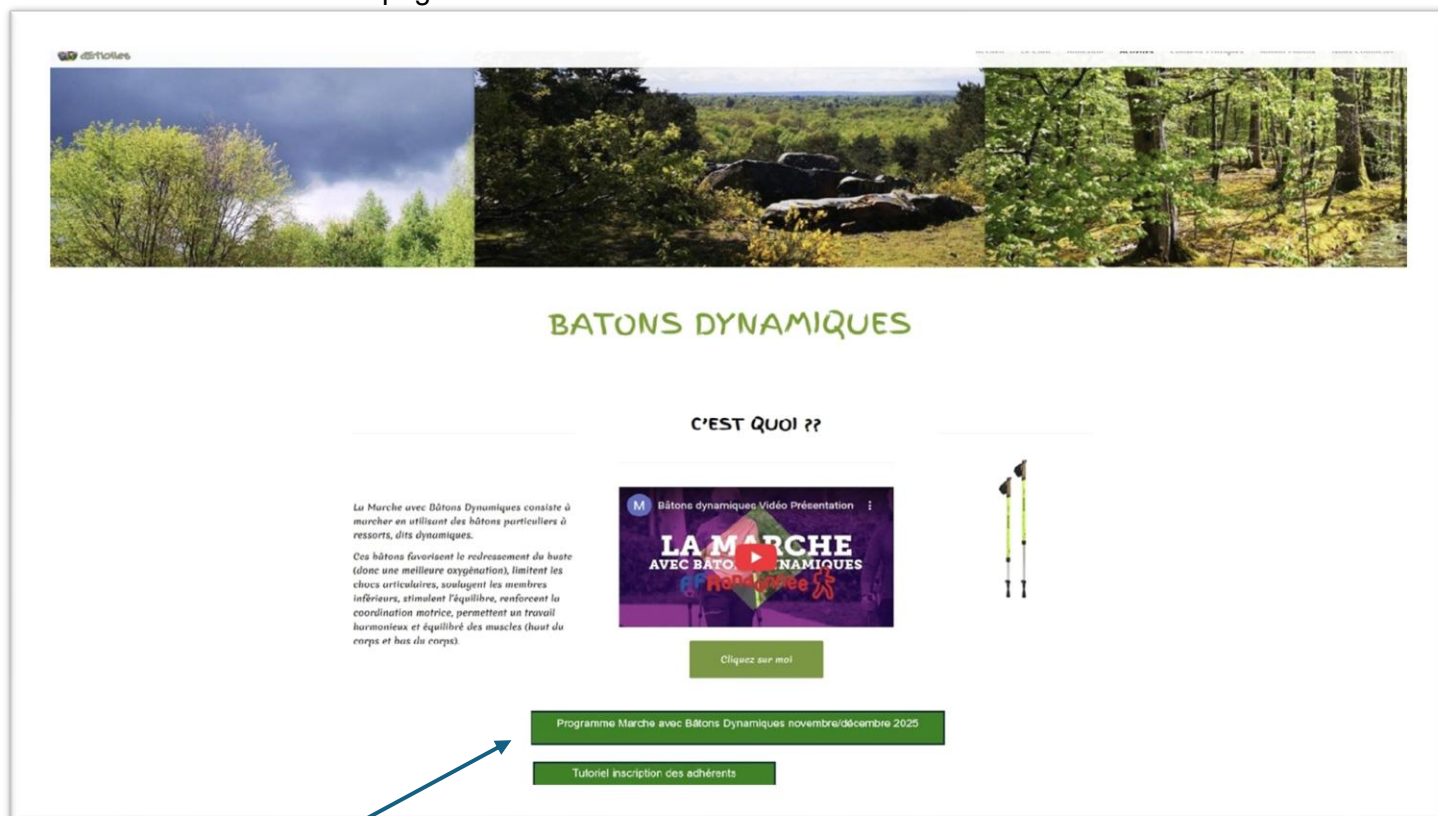 BATONS DYNAMIQUES
C'EST QUOI ??
La Marche avec Bâtons Dynamiques consiste à
marcher en utilisant des bâtons particuliers à
ressorts, dits dynamiques.
Ces bâtons favorisent le redressement du buste
(donc une meilleure oxygénation), limitent les
chocs articulaires, soulagent les membres
inférieurs, stimulent l'équilibre, renforcent la
coordination motrice, permettent un travail
harmonieux et équilibré des muscles (haut du
corps et bas du corps).
M Bâtons dynamiques Vidéo Présentation
LA MARCHE
AVEC
Cliquez sur moi
Programme Marche avec Bâtons Dynamiques novembre/décembre 2025
Tutoriel inscription des adhérents